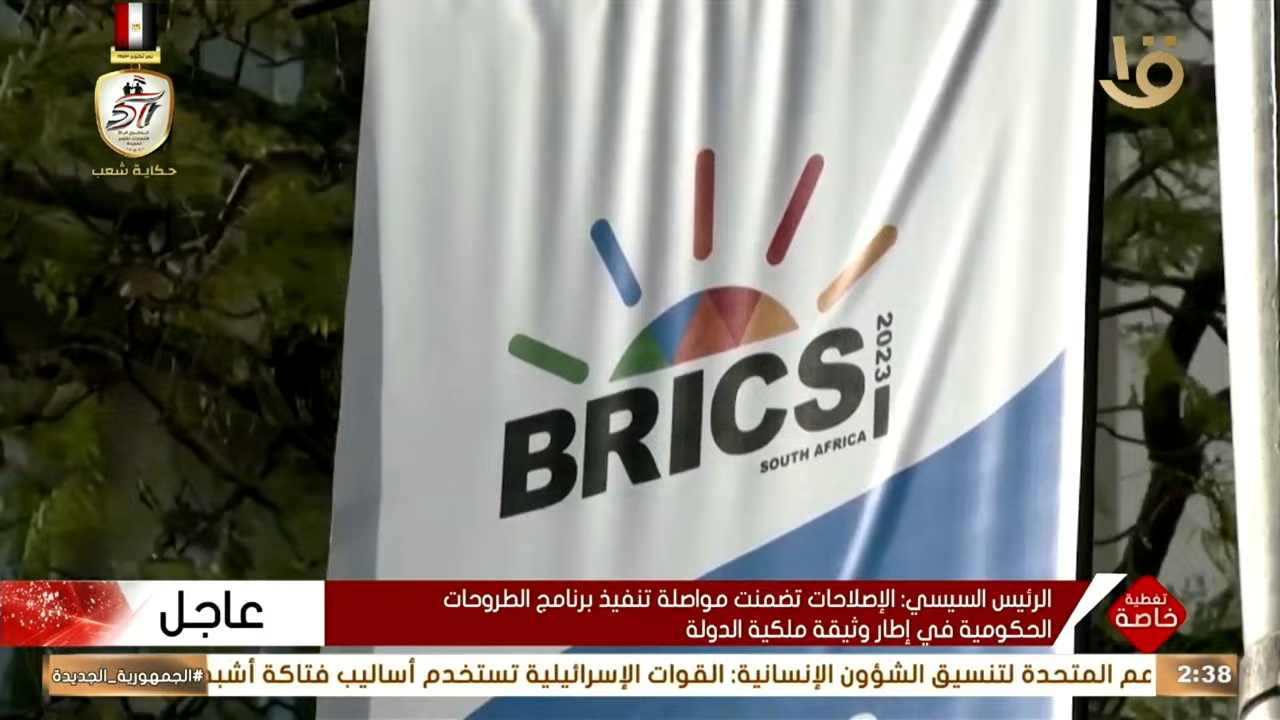 حكاية شعب
BRICS
2023
SOUTH AFRICA
تغطية
خاصة
عاجل
الرئيس السيسي: الإصلاحات تضمنت مواصلة تنفيذ برنامج الطروحات
الحكومية في إطار وثيقة ملكية الدولة
2:38
عم المتحدة لتنسيق الشؤون الإنسانية: القوات الإسرائيلية تستخدم أساليب فتاكة أشب
#الجمهورية_الجديدة